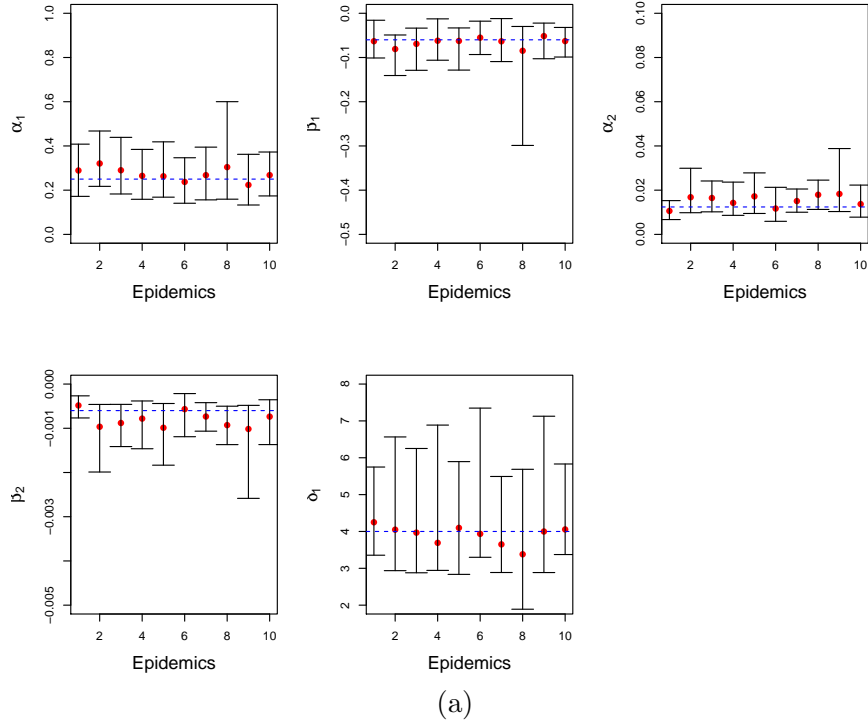 α₁
0.0 0.2 0.4 0.6 0.8 1.0
2 4 6 8 10
Epidemics
β₁
−0.5 −0.4 −0.3 −0.2 −0.1 0.0
2 4 6 8 10
Epidemics
α₂
0.00 0.02 0.04 0.06 0.08 0.10
2 4 6 8 10
Epidemics
β₂
−0.005 −0.003 −0.001 0.000
2 4 6 8 10
Epidemics
δ₁
2 3 4 5 6 7 8
2 4 6 8 10
Epidemics
(a)